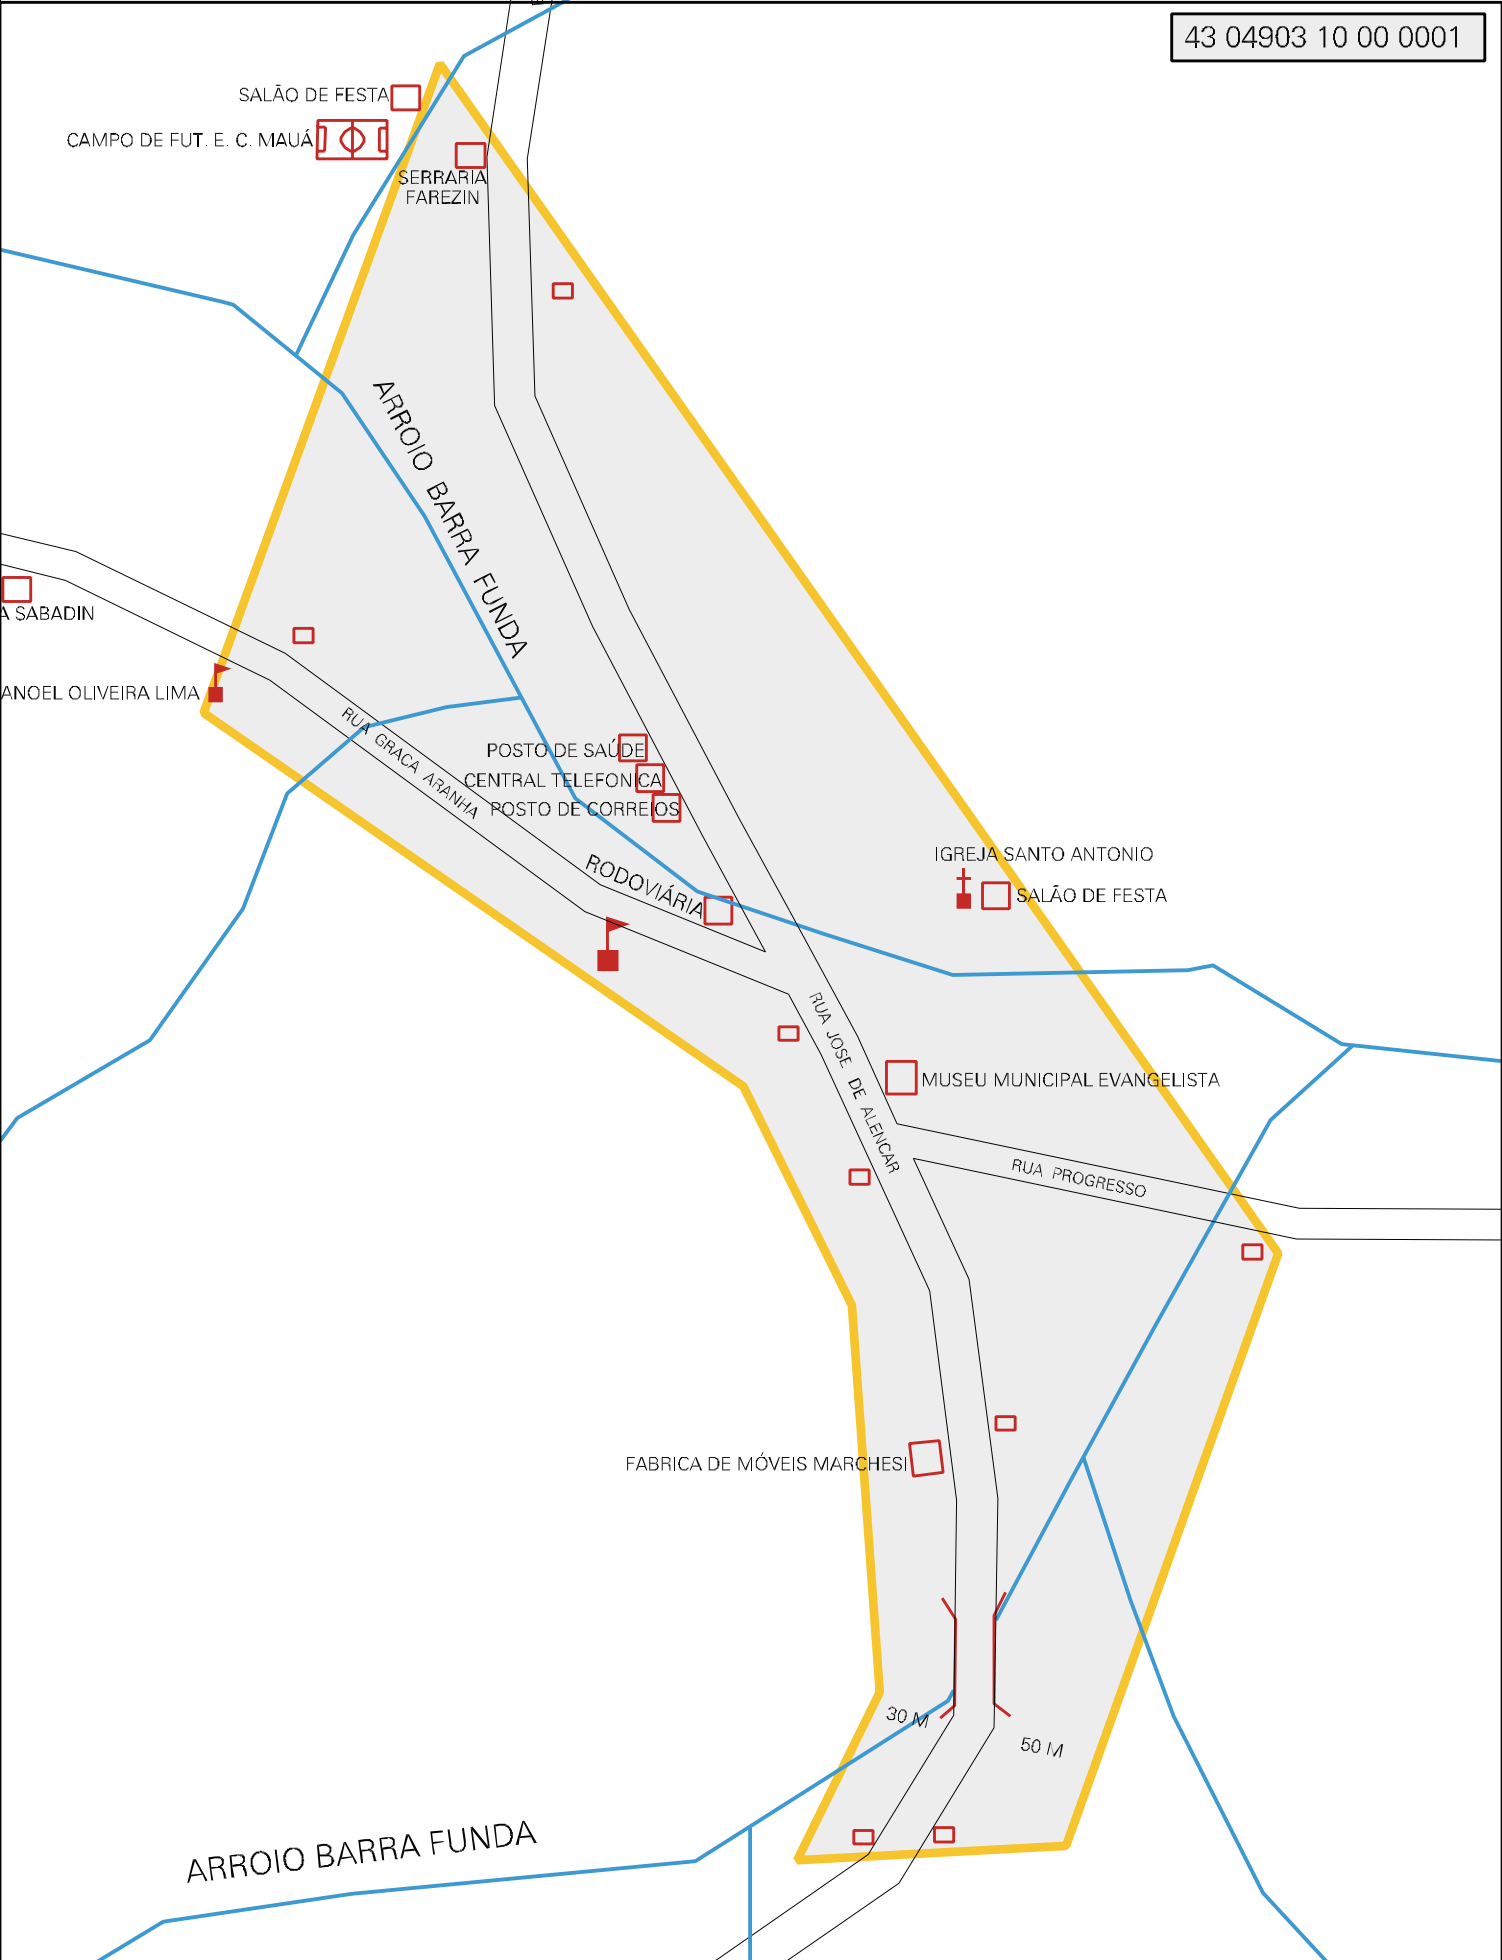 43 04903 10 00 0001
SALÃO DE FESTA
CAMPO DE FUT. E. C. MAUÁ
SERRARIA
FAREZIN
ARROIO BARRA FUNDA
A SABADIN
ANOEL OLIVEIRA LIMA
RUA GRACA ARANHA
POSTO DE SAÚDE
CENTRAL TELEFONICA
POSTO DE CORREIOS
RODOVIÁRIA
IGREJA SANTO ANTONIO
SALÃO DE FESTA
RUA JOSE DE ALENCAR
MUSEU MUNICIPAL EVANGELISTA
RUA PROGRESSO
FABRICA DE MÓVEIS MARCHESI
30 M
50 M
ARROIO BARRA FUNDA